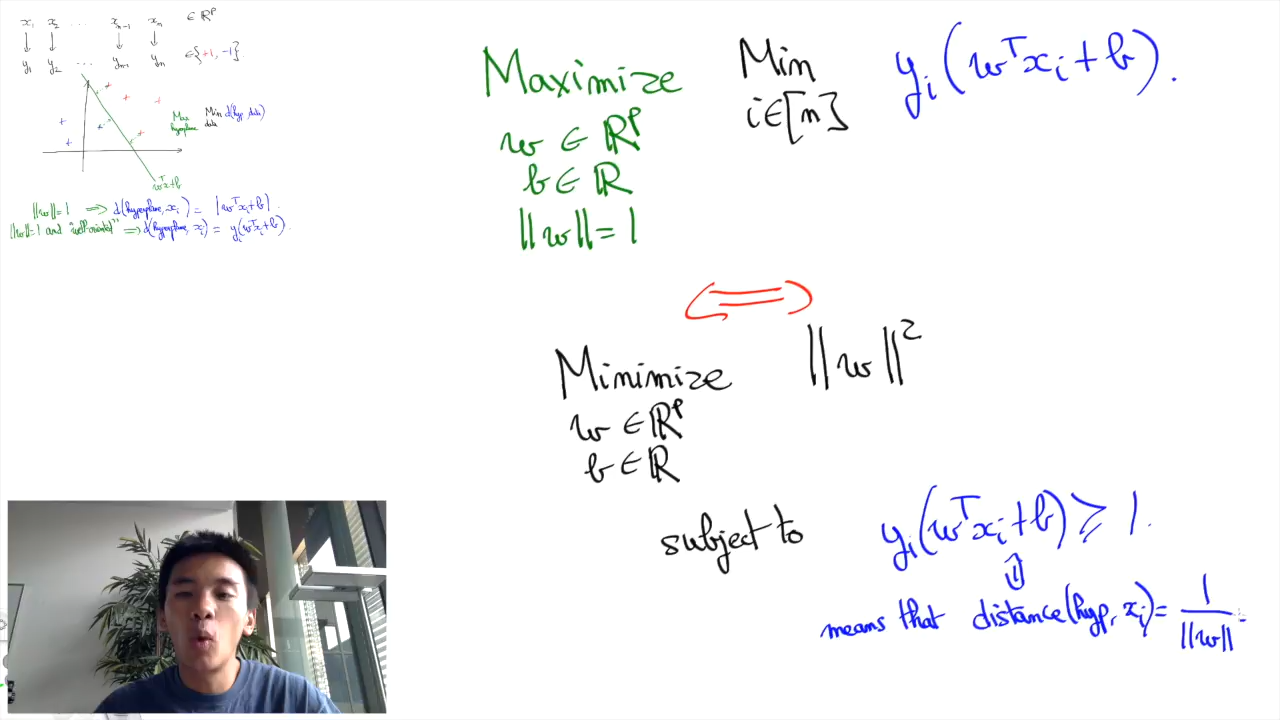 x₁ x₂ ... xₙ₋₁ xₙ ∈ ℝᵖ
↓ ↓ ↓ ↓
y₁ y₂ ... yₙ₋₁ yₙ ∈{+1, -1}.
Max hyperplane Min data d(hyp, data)
wᵀx+b
||w||=1 ⟹ d(hyperplane, xᵢ) = |wᵀxᵢ+b|.
||w||=1 and "well-oriented" ⟹ d(hyperplane, xᵢ) = yᵢ(wᵀxᵢ+b).
Maximize Min yᵢ(wᵀxᵢ+b).
w ∈ ℝᵖ i∈[n]
b ∈ ℝ
||w|| = 1
⟺
Minimize ||w||²
w ∈ ℝᵖ
b ∈ ℝ
subject to yᵢ(wᵀxᵢ+b) ⩾ 1.
means that distance(hyp, xᵢ) = 1/||w||